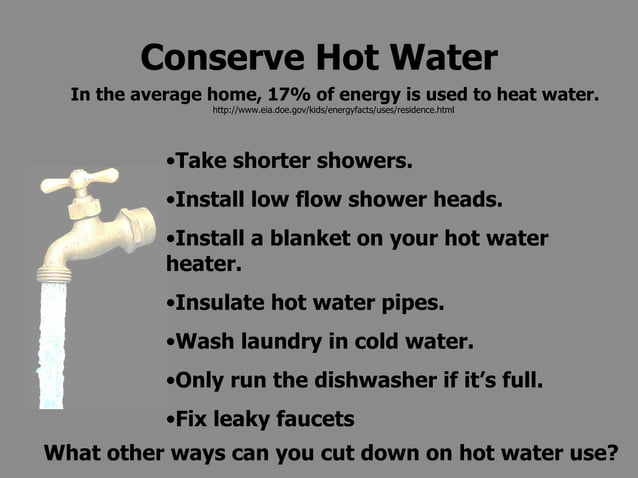 Conserve Hot Water
In the average home, 17% of energy is used to heat water.
http://www.eia.doe.gov/kids/energyfacts/uses/residence.html
•Take shorter showers.
•Install low flow shower heads.
•Install a blanket on your hot water
heater.
•Insulate hot water pipes.
•Wash laundry in cold water.
•Only run the dishwasher if it’s full.
•Fix leaky faucets
What other ways can you cut down on hot water use?